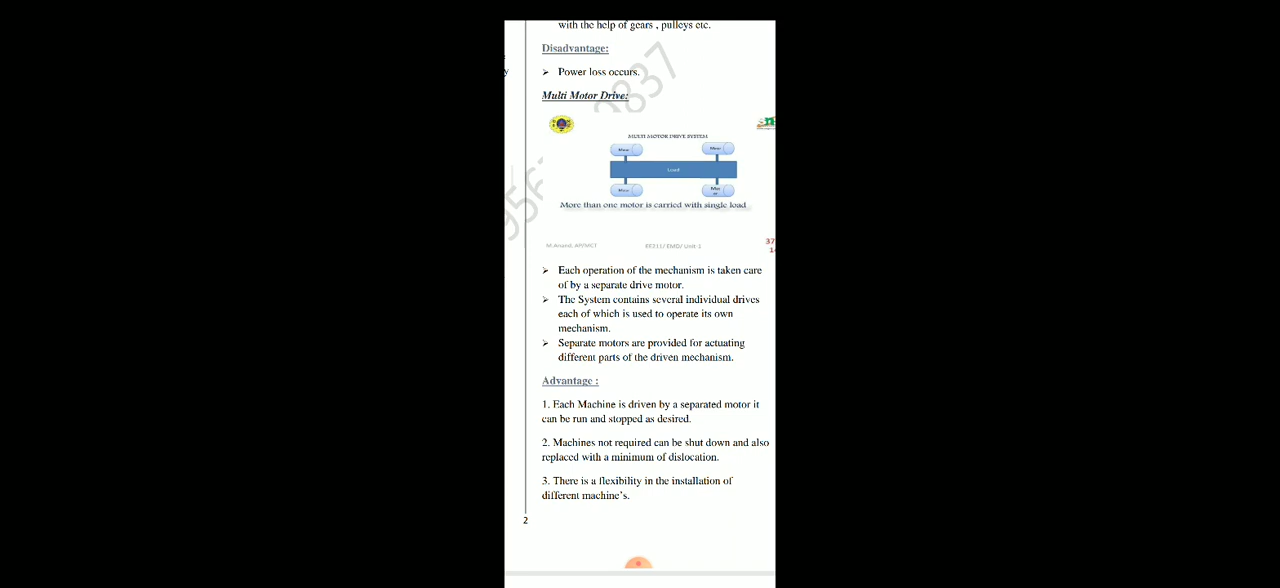 with the help of gears , pulleys etc.
Disadvantage:
y
➢ Power loss occurs.
Multi Motor Drive:
MULTI MOTOR DRIVE SYSTEM
Load
More than one motor is carried with single load
M.Anand, AP/MCT
EE211/ EMD/ Unit-1
37
➢ Each operation of the mechanism is taken care
of by a separate drive motor.
➢ The System contains several individual drives
each of which is used to operate its own
mechanism.
➢ Separate motors are provided for actuating
different parts of the driven mechanism.
Advantage :
1. Each Machine is driven by a separated motor it
can be run and stopped as desired.
2. Machines not required can be shut down and also
replaced with a minimum of dislocation.
3. There is a flexibility in the installation of
different machine’s.
2